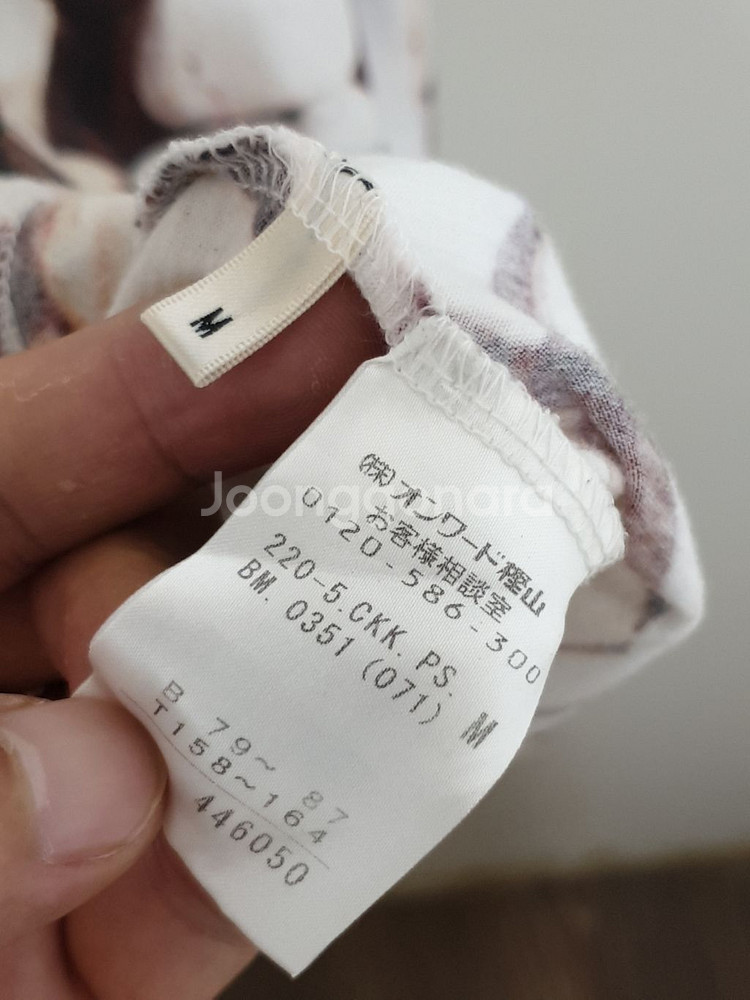 M
(株)オンワード樫山
お客様相談室
0120-586-300
220-5.CKK. PS. M
BM. 0351 (071)
B 79~ 87
T158~164
446050
Joonggonara